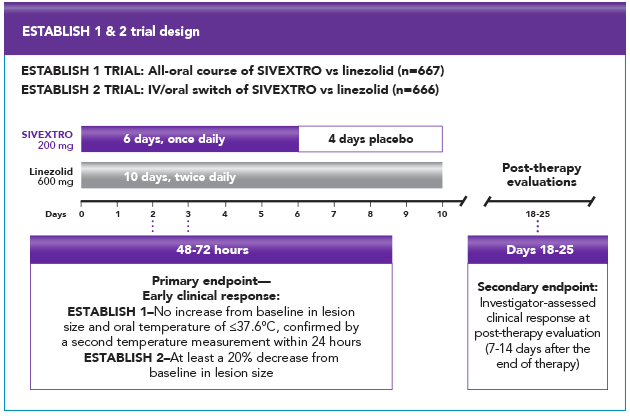 ESTABLISH 1 & 2 trial design
ESTABLISH 1 TRIAL: All-oral course of SIVEXTRO vs linezolid (n=667)
ESTABLISH 2 TRIAL: IV/oral switch of SIVEXTRO vs linezolid (n=666)
SIVEXTRO
200 mg
6 days, once daily
4 days placebo
Linezolid
600 mg
10 days, twice daily
Post-therapy
evaluations
Days 0 1 2 3 4 5 6 7 8 9 10 18-25
48-72 hours
Primary endpoint—
Early clinical response:
ESTABLISH 1–No increase from baseline in lesion
size and oral temperature of ≤37.6ºC, confirmed by
a second temperature measurement within 24 hours
ESTABLISH 2–At least a 20% decrease from
baseline in lesion size
Days 18-25
Secondary endpoint:
Investigator-assessed
clinical response at
post-therapy evaluation
(7-14 days after the
end of therapy)